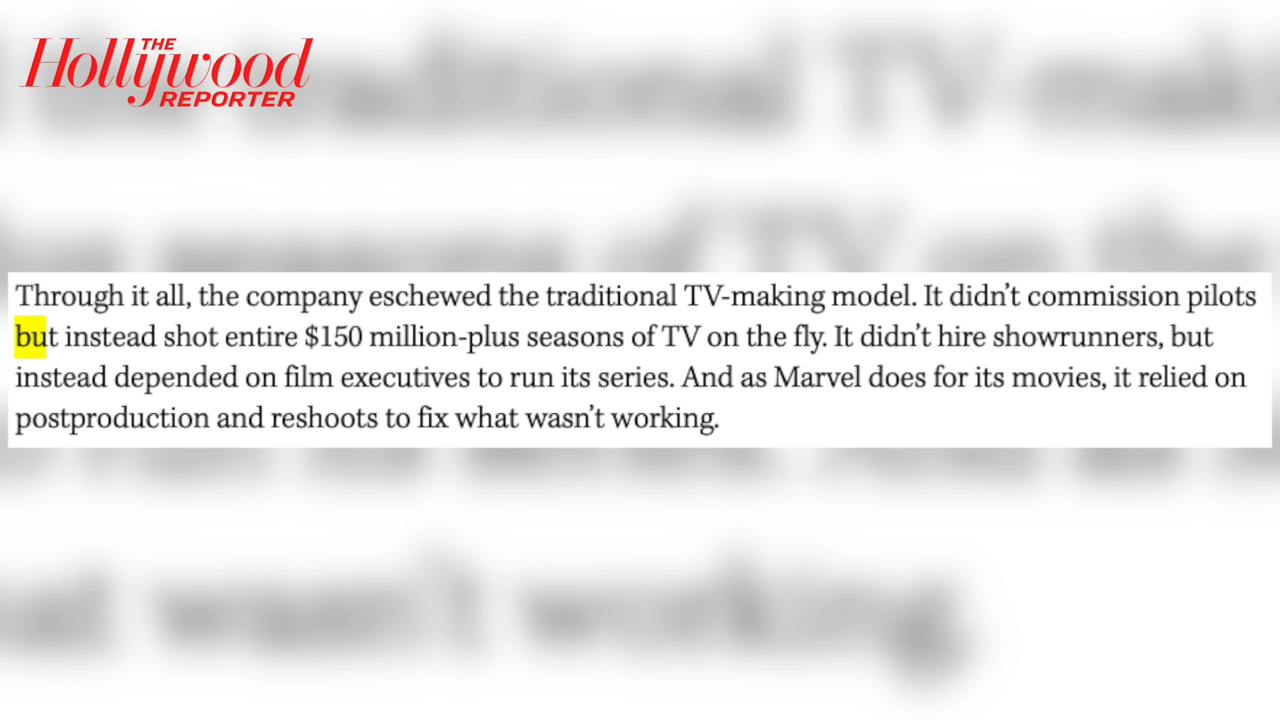 THE
Hollywood
REPORTER
Through it all, the company eschewed the traditional TV-making model. It didn’t commission pilots
but instead shot entire $150 million-plus seasons of TV on the fly. It didn’t hire showrunners, but
instead depended on film executives to run its series. And as Marvel does for its movies, it relied on
postproduction and reshoots to fix what wasn’t working.